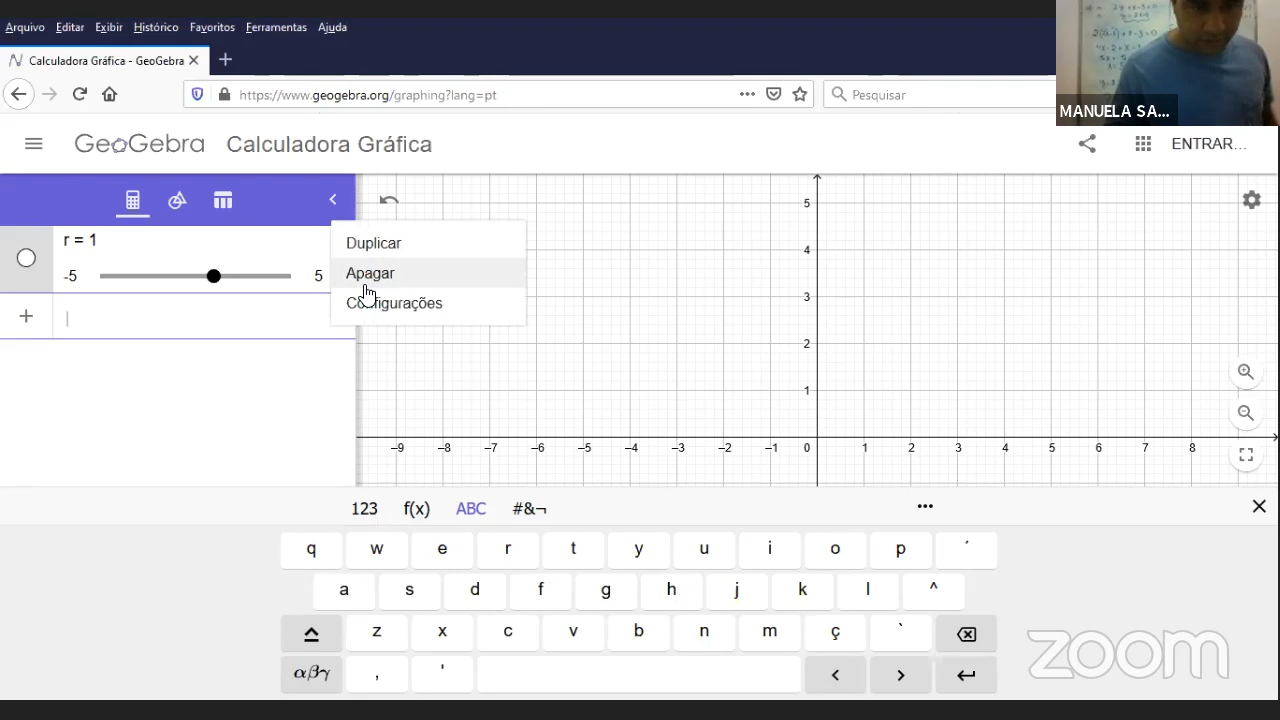 Arquivo Editar Exibir Histórico Favoritos Ferramentas Ajuda
Calculadora Gráfica - GeoGebra
https://www.geogebra.org/graphing?lang=pt
Pesquisar
MANUELA SA...
GeoGebra Calculadora Gráfica
ENTRAR...
r = 1
-5 5
Duplicar
Apagar
Configurações
5
4
3
2
1
–9 –8 –7 –6 –5 –4 –3 –2 –1 0 1 2 3 4 5 6 7 8
123 f(x) ABC #&¬
q w e r t y u i o p ´
a s d f g h j k l ^
z x c v b n m ç `
αβγ , ' < >
zoom